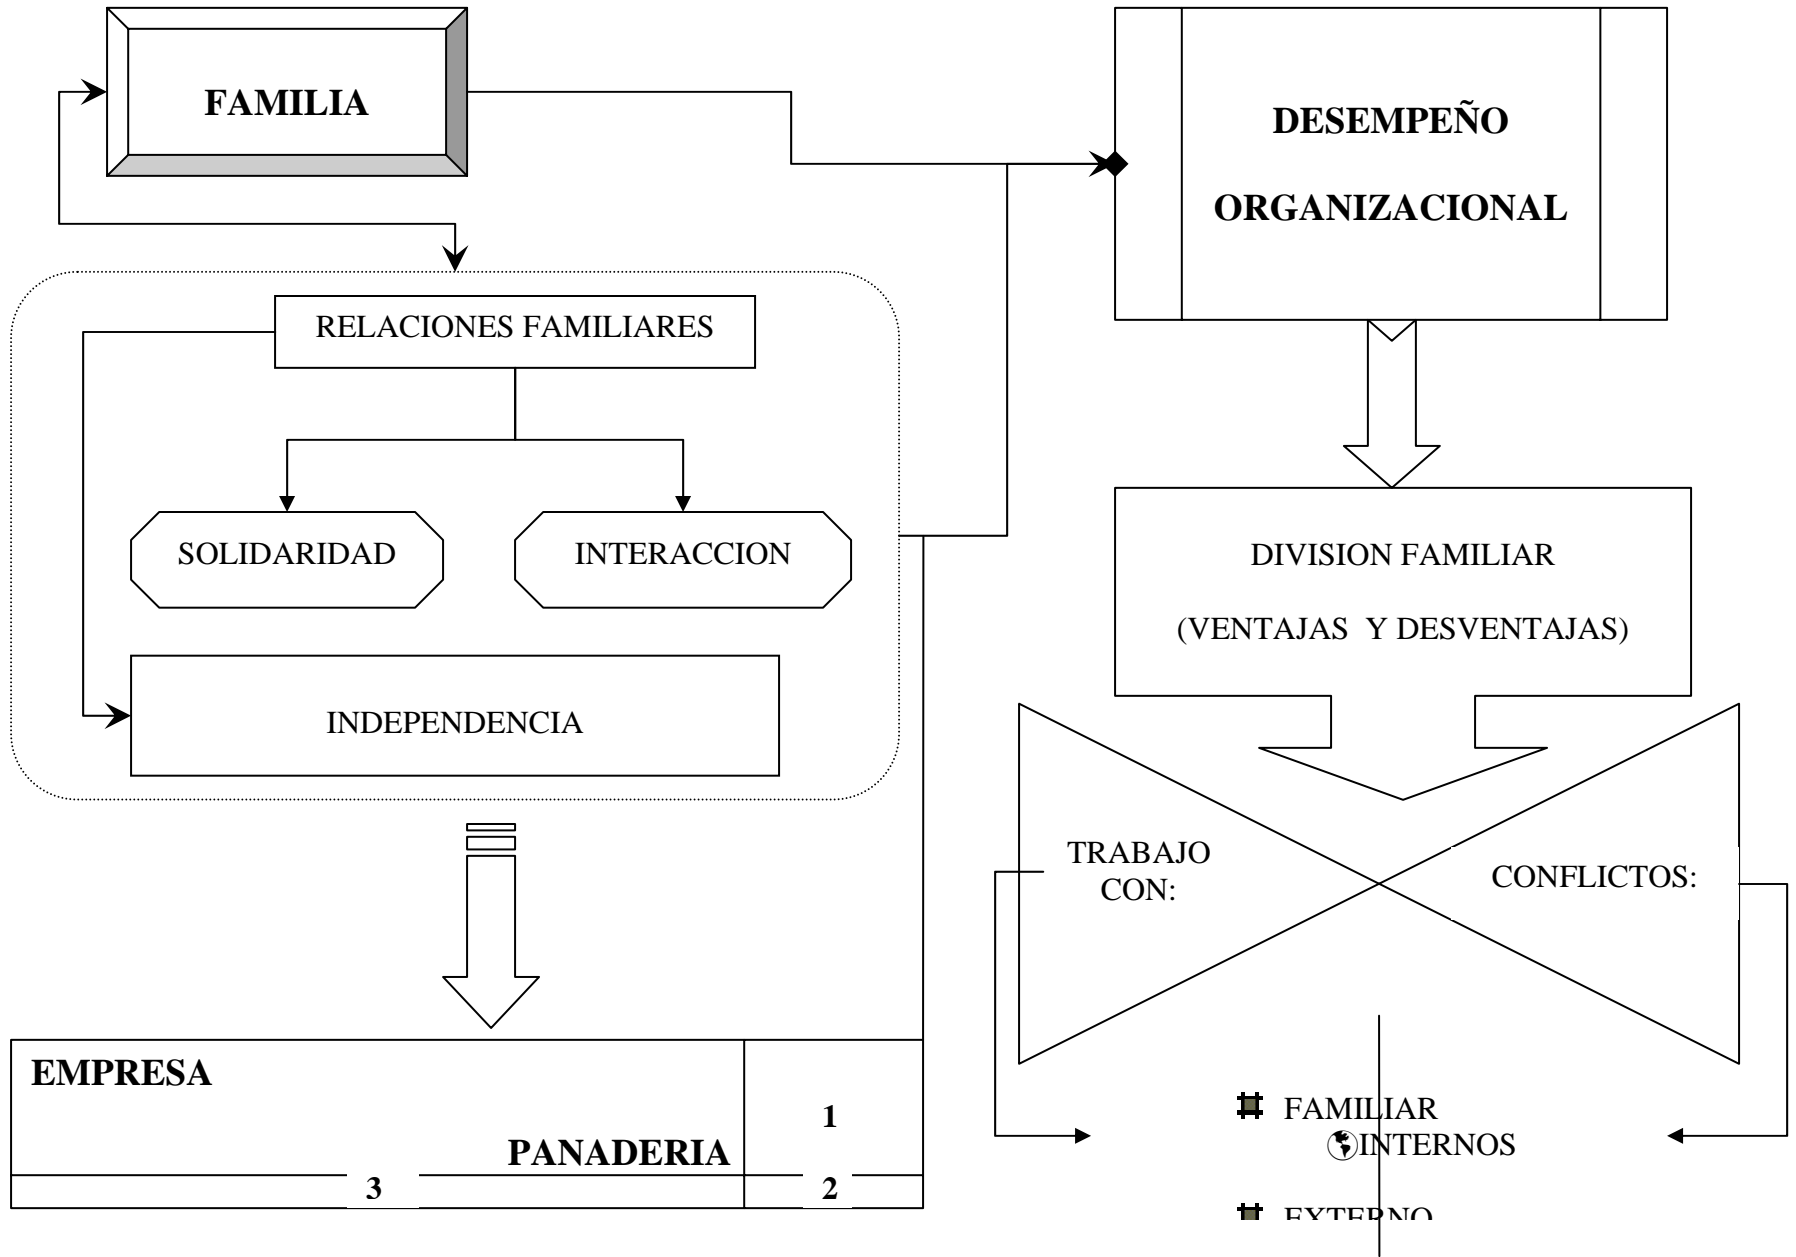 FAMILIA
DESEMPEÑO
ORGANIZACIONAL
RELACIONES FAMILIARES
SOLIDARIDAD
INTERACCION
INDEPENDENCIA
DIVISION FAMILIAR
(VENTAJAS Y DESVENTAJAS)
TRABAJO
CON:
CONFLICTOS:
EMPRESA
PANADERIA
1
2
3
FAMILIAR
INTERNOS
EXTERNO